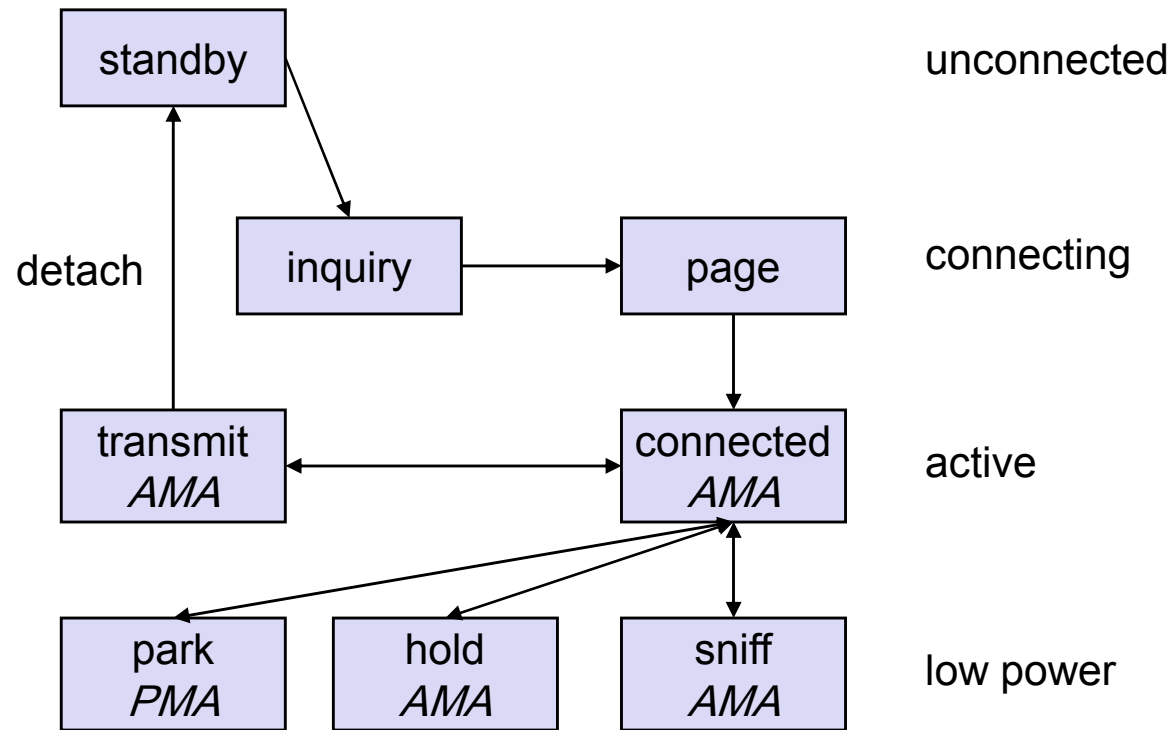 standby
unconnected
detach
inquiry
page
connecting
transmit
AMA
connected
AMA
active
park
PMA
hold
AMA
sniff
AMA
low power